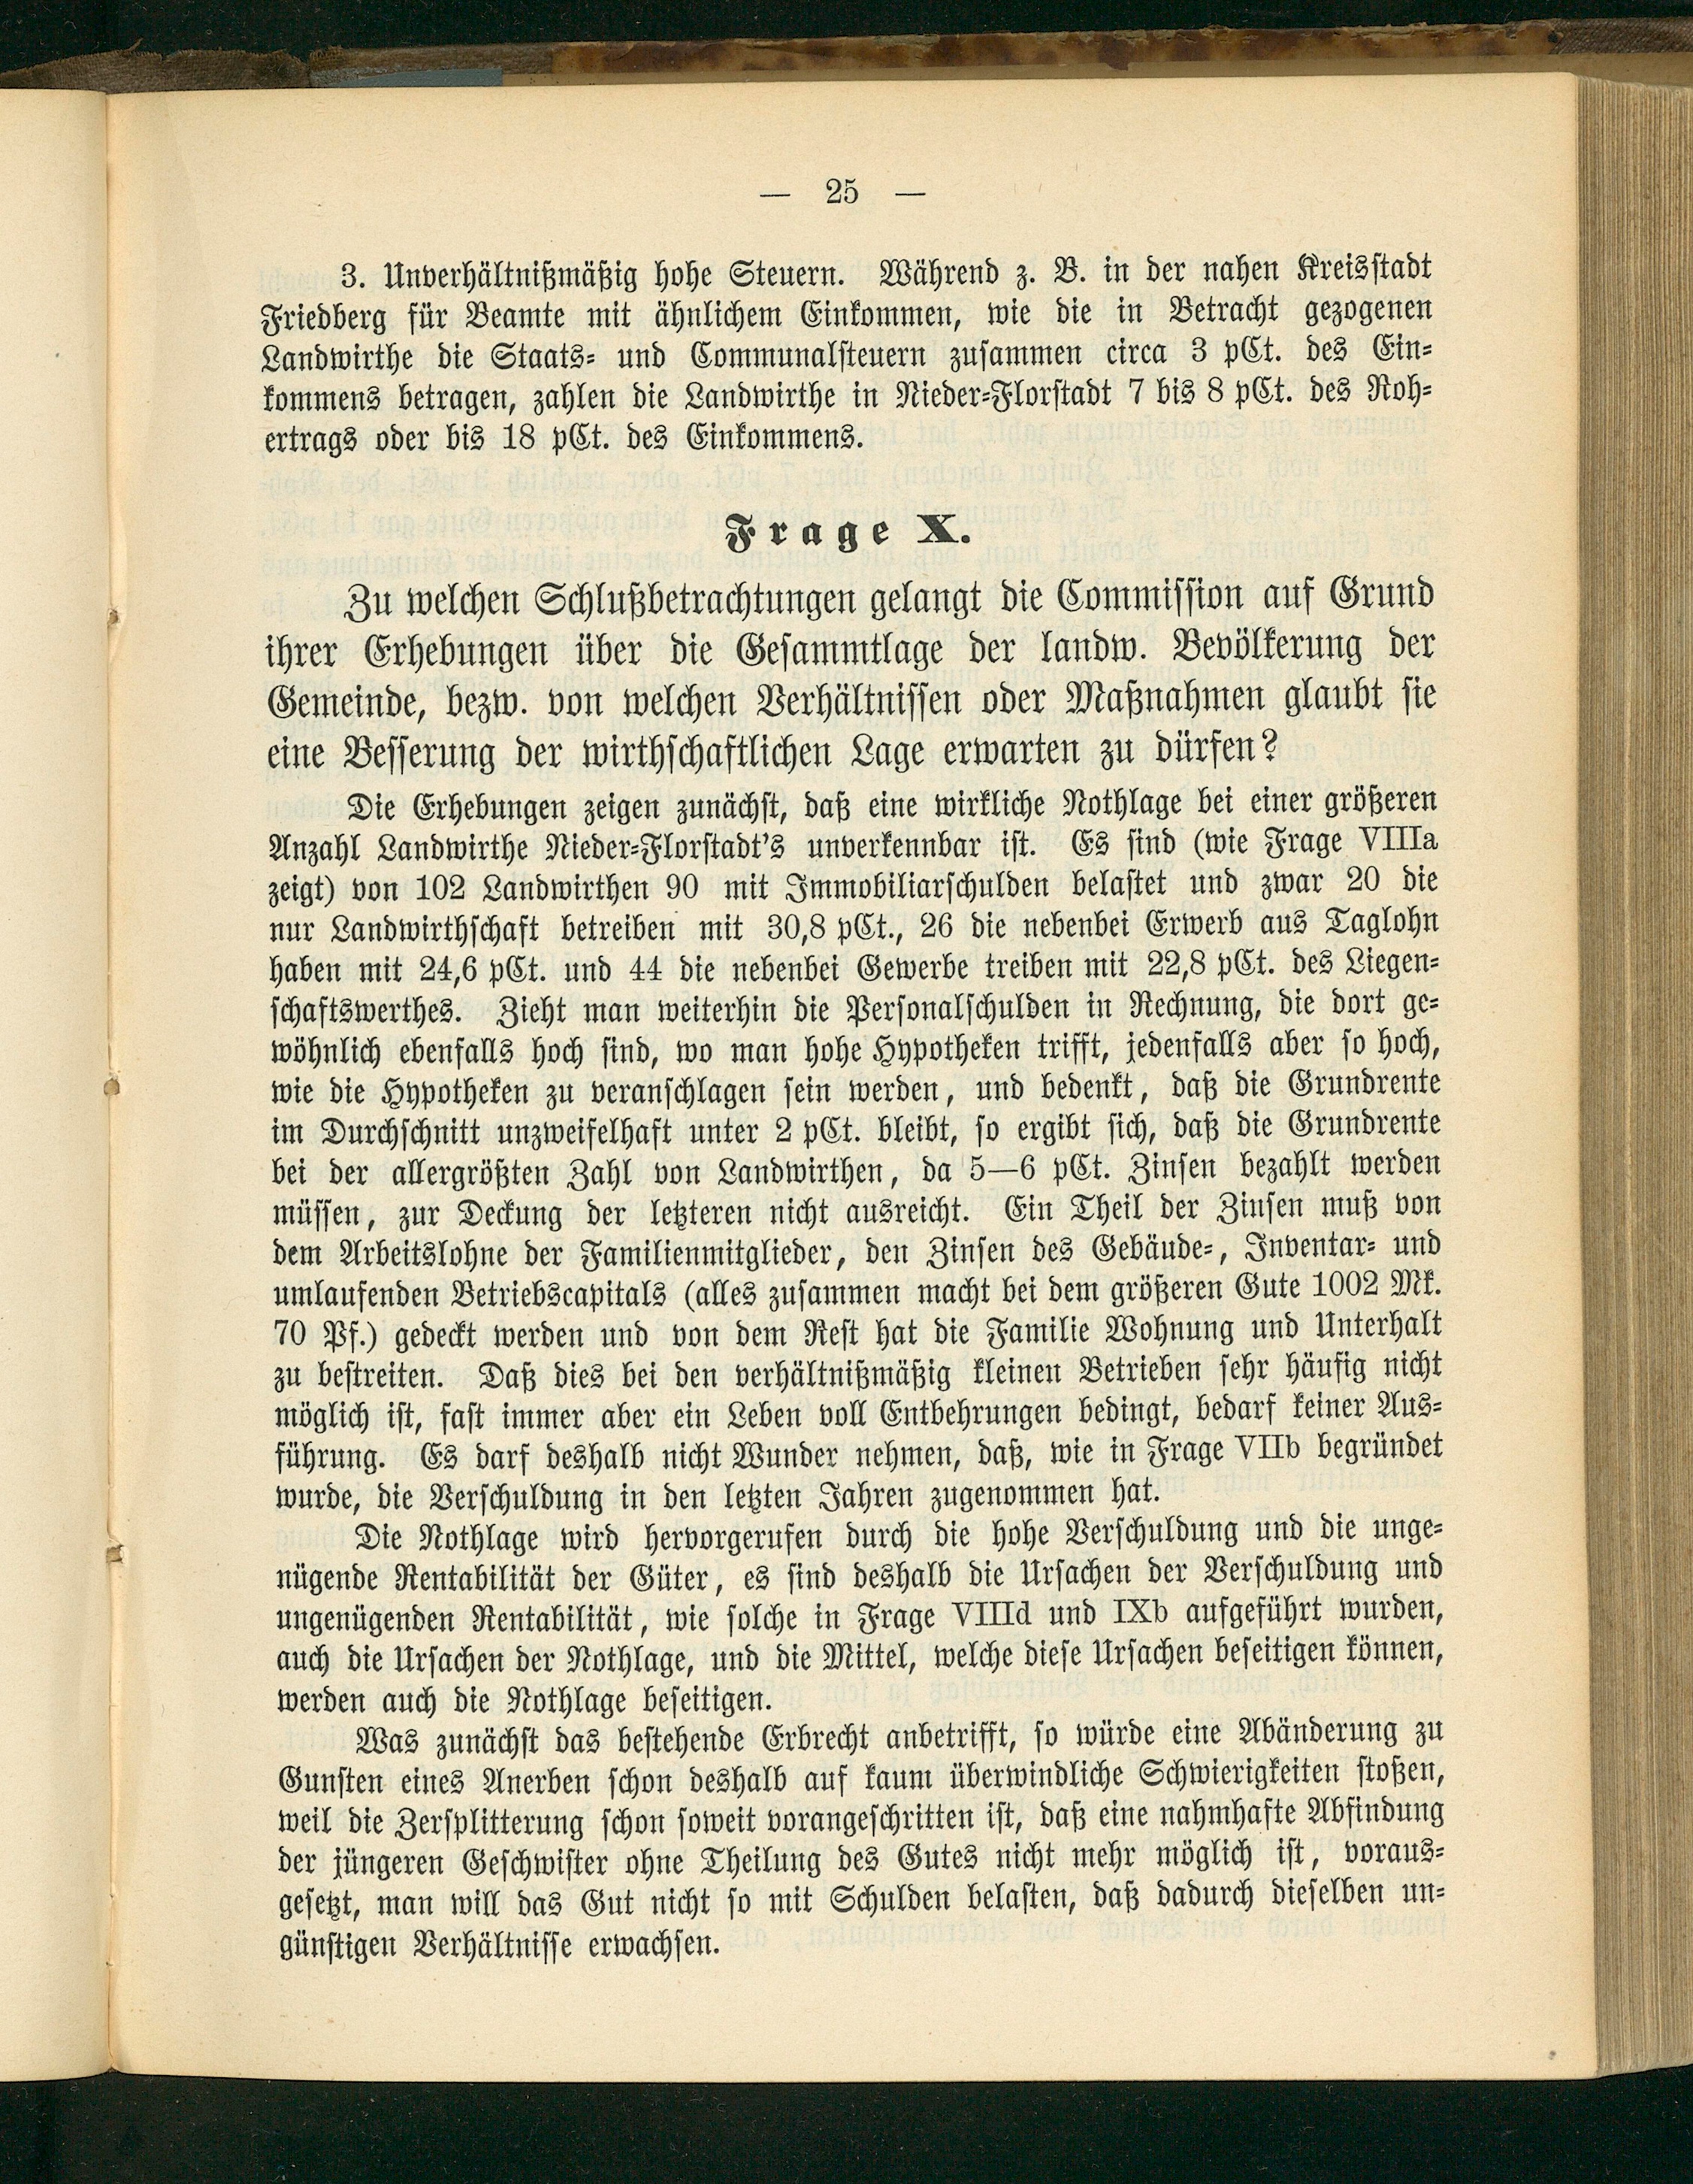 — 25 —
3. Unverhältnißmäßig hohe Steuern. Während z. B. in der nahen Kreisstadt
Friedberg für Beamte mit ähnlichem Einkommen, wie die in Betracht gezogenen
Landwirthe die Staats- und Communalsteuern zusammen circa 3 pCt. des Ein-
kommens betragen, zahlen die Landwirthe in Nieder-Florstadt 7 bis 8 pCt. des Roh-
ertrags oder bis 18 pCt. des Einkommens.
Frage X.
Zu welchen Schlußbetrachtungen gelangt die Commission auf Grund
ihrer Erhebungen über die Gesammtlage der landw. Bevölkerung der
Gemeinde, bezw. von welchen Verhältnissen oder Maßnahmen glaubt sie
eine Besserung der wirthschaftlichen Lage erwarten zu dürfen?
Die Erhebungen zeigen zunächst, daß eine wirkliche Nothlage bei einer größeren
Anzahl Landwirthe Nieder-Florstadt's unverkennbar ist. Es sind (wie Frage VIIIa
zeigt) von 102 Landwirthen 90 mit Immobiliarschulden belastet und zwar 20 die
nur Landwirthschaft betreiben mit 30,8 pCt., 26 die nebenbei Erwerb aus Taglohn
haben mit 24,6 pCt. und 44 die nebenbei Gewerbe treiben mit 22,8 pCt. des Liegen-
schaftswerthes. Zieht man weiterhin die Personalschulden in Rechnung, die dort ge-
wöhnlich ebenfalls hoch sind, wo man hohe Hypotheken trifft, jedenfalls aber so hoch,
wie die Hypotheken zu veranschlagen sein werden, und bedenkt, daß die Grundrente
im Durchschnitt unzweifelhaft unter 2 pCt. bleibt, so ergibt sich, daß die Grundrente
bei der allergrößten Zahl von Landwirthen, da 5—6 pCt. Zinsen bezahlt werden
müssen, zur Deckung der letzteren nicht ausreicht. Ein Theil der Zinsen muß von
dem Arbeitslohne der Familienmitglieder, den Zinsen des Gebäude-, Inventar- und
umlaufenden Betriebscapitals (alles zusammen macht bei dem größeren Gute 1002 Mk.
70 Pf.) gedeckt werden und von dem Rest hat die Familie Wohnung und Unterhalt
zu bestreiten. Daß dies bei den verhältnißmäßig kleinen Betrieben sehr häufig nicht
möglich ist, fast immer aber ein Leben voll Entbehrungen bedingt, bedarf keiner Aus-
führung. Es darf deshalb nicht Wunder nehmen, daß, wie in Frage VIIb begründet
wurde, die Verschuldung in den letzten Jahren zugenommen hat.
Die Nothlage wird hervorgerufen durch die hohe Verschuldung und die unge-
nügende Rentabilität der Güter, es sind deshalb die Ursachen der Verschuldung und
ungenügenden Rentabilität, wie solche in Frage VIIId und IXb aufgeführt wurden,
auch die Ursachen der Nothlage, und die Mittel, welche diese Ursachen beseitigen können,
werden auch die Nothlage beseitigen.
Was zunächst das bestehende Erbrecht anbetrifft, so würde eine Abänderung zu
Gunsten eines Anerben schon deshalb auf kaum überwindliche Schwierigkeiten stoßen,
weil die Zersplitterung schon soweit vorangeschritten ist, daß eine nahmhafte Abfindung
der jüngeren Geschwister ohne Theilung des Gutes nicht mehr möglich ist, voraus-
gesetzt, man will das Gut nicht so mit Schulden belasten, daß dadurch dieselben un-
günstigen Verhältnisse erwachsen.